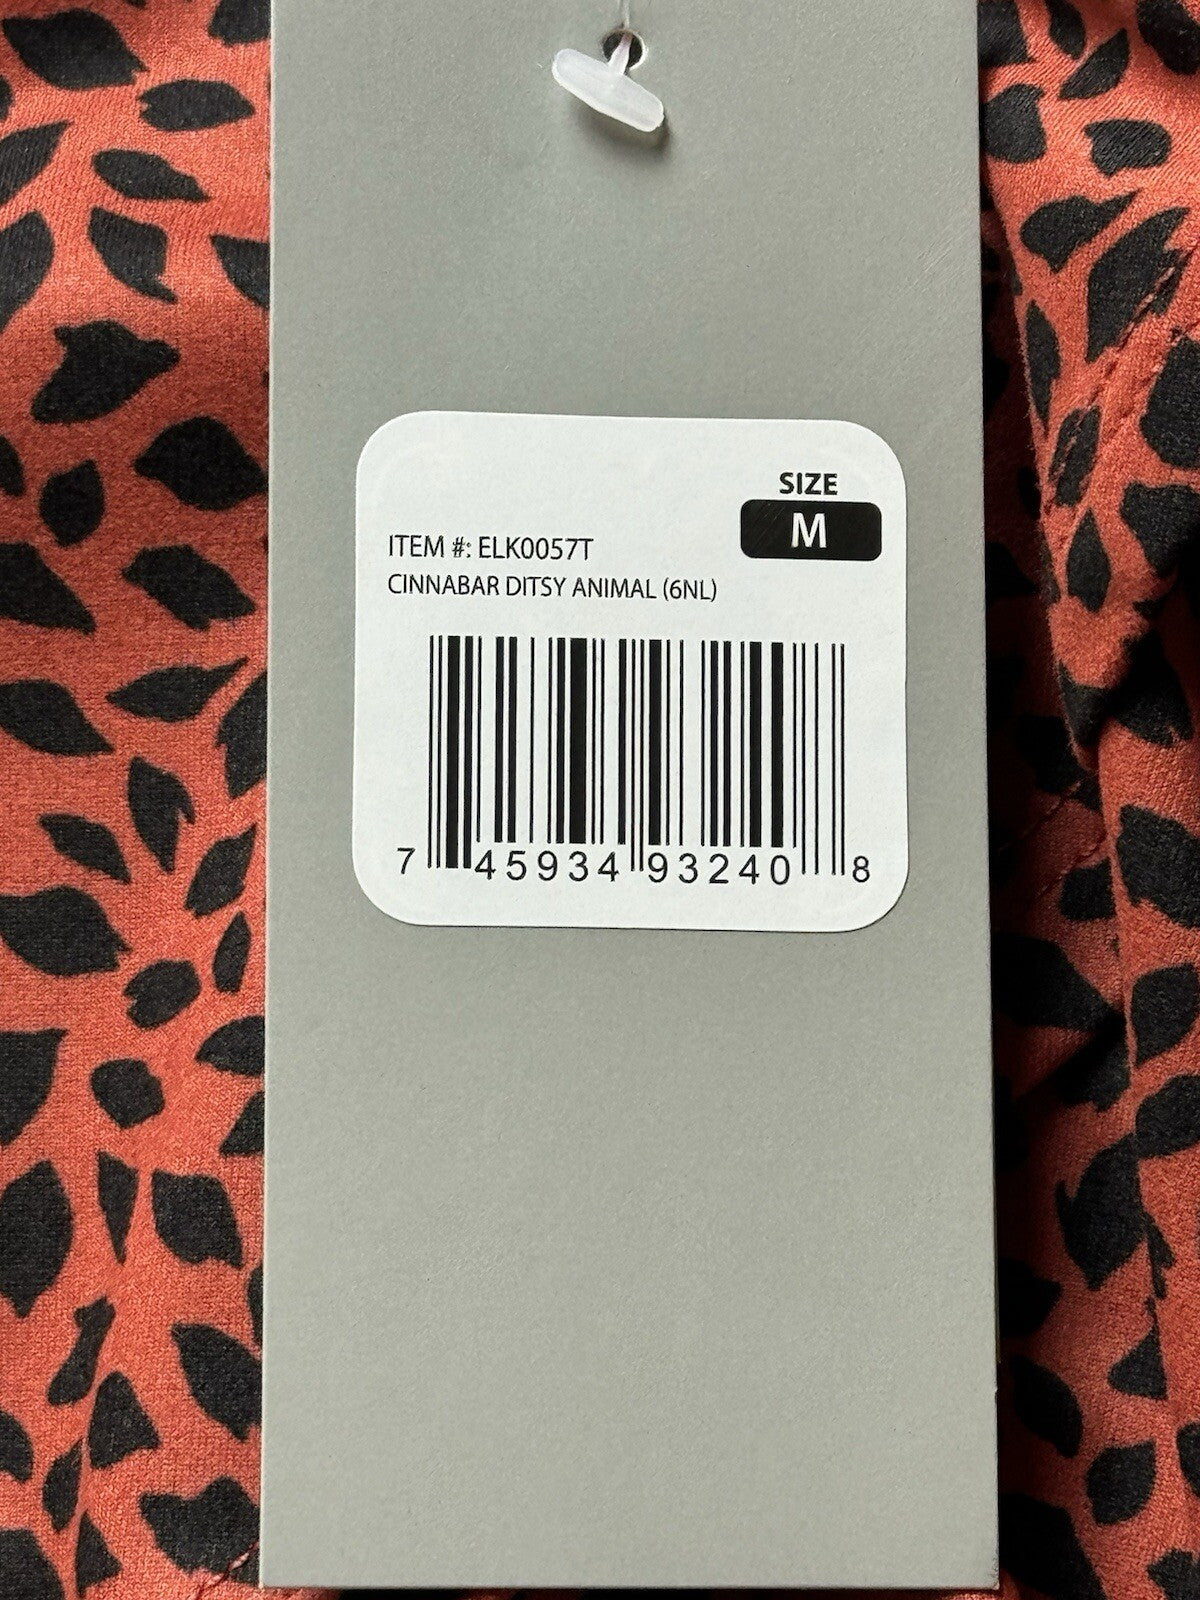 SIZE
M
ITEM #: ELK0057T
CINNABAR DITSY ANIMAL (6NL)
7 45934 93240 8